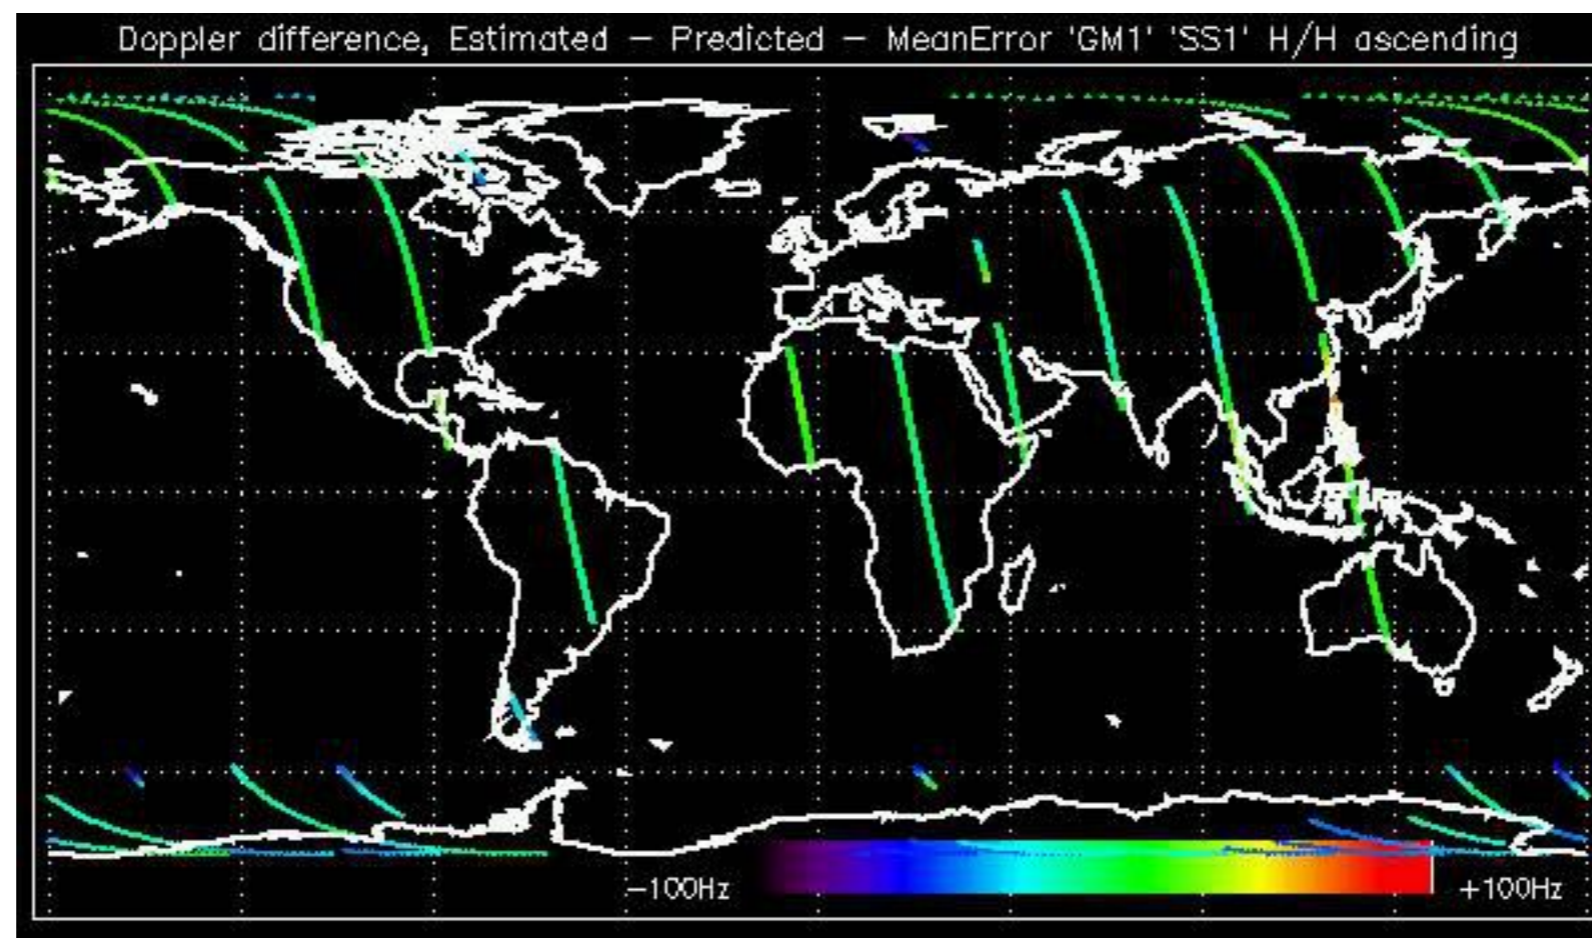 Doppler difference, Estimated − Predicted − MeanError 'GM1' 'SS1' H/H ascending
−100Hz
+100Hz